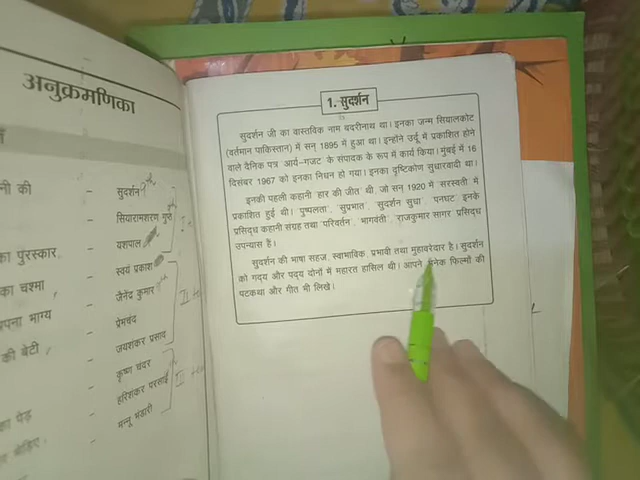 अनुक्रमणिका
नी की – सुदर्शन
सियारामशरण गुप्त
का पुरस्कार – यशपाल
का चश्मा – स्वयं प्रकाश
पना भाग्य – जैनेंद्र कुमार
की बेटी – प्रेमचंद
जयशंकर प्रसाद
कृष्ण चंदर
का पेड़ – हरिशंकर परसाई
मन्नू भंडारी
1. सुदर्शन
सुदर्शन जी का वास्तविक नाम बदरीनाथ था। इनका जन्म सियालकोट
(वर्तमान पाकिस्तान) में सन् 1895 में हुआ था। इन्होंने उर्दू में प्रकाशित होने
वाले दैनिक पत्र आर्य-गजट के संपादक के रूप में कार्य किया। मुंबई में 16
दिसंबर 1967 को इनका निधन हो गया। इनका दृष्टिकोण सुधारवादी था।
इनकी पहली कहानी 'हार की जीत' थी, जो सन् 1920 में सरस्वती में
प्रकाशित हुई थी। 'पुष्पलता', 'सुप्रभात', 'सुदर्शन सुधा', 'पनघट' इनके
प्रसिद्ध कहानी संग्रह तथा 'परिवर्तन', 'भागवंती', 'राजकुमार सागर' प्रसिद्ध
उपन्यास हैं।
सुदर्शन की भाषा सहज, स्वाभाविक, प्रभावी तथा मुहावरेदार है। सुदर्शन
को गद्य और पद्य दोनों में महारत हासिल थी। आपने अनेक फिल्मों की
पटकथा और गीत भी लिखे।